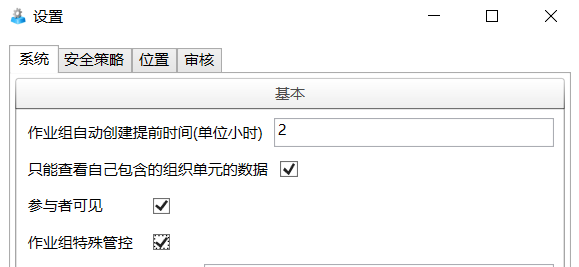 设置
系统 安全策略 位置 审核
基本
作业组自动创建提前时间(单位小时) 2
只能查看自己包含的组织单元的数据
参与者可见
作业组特殊管控